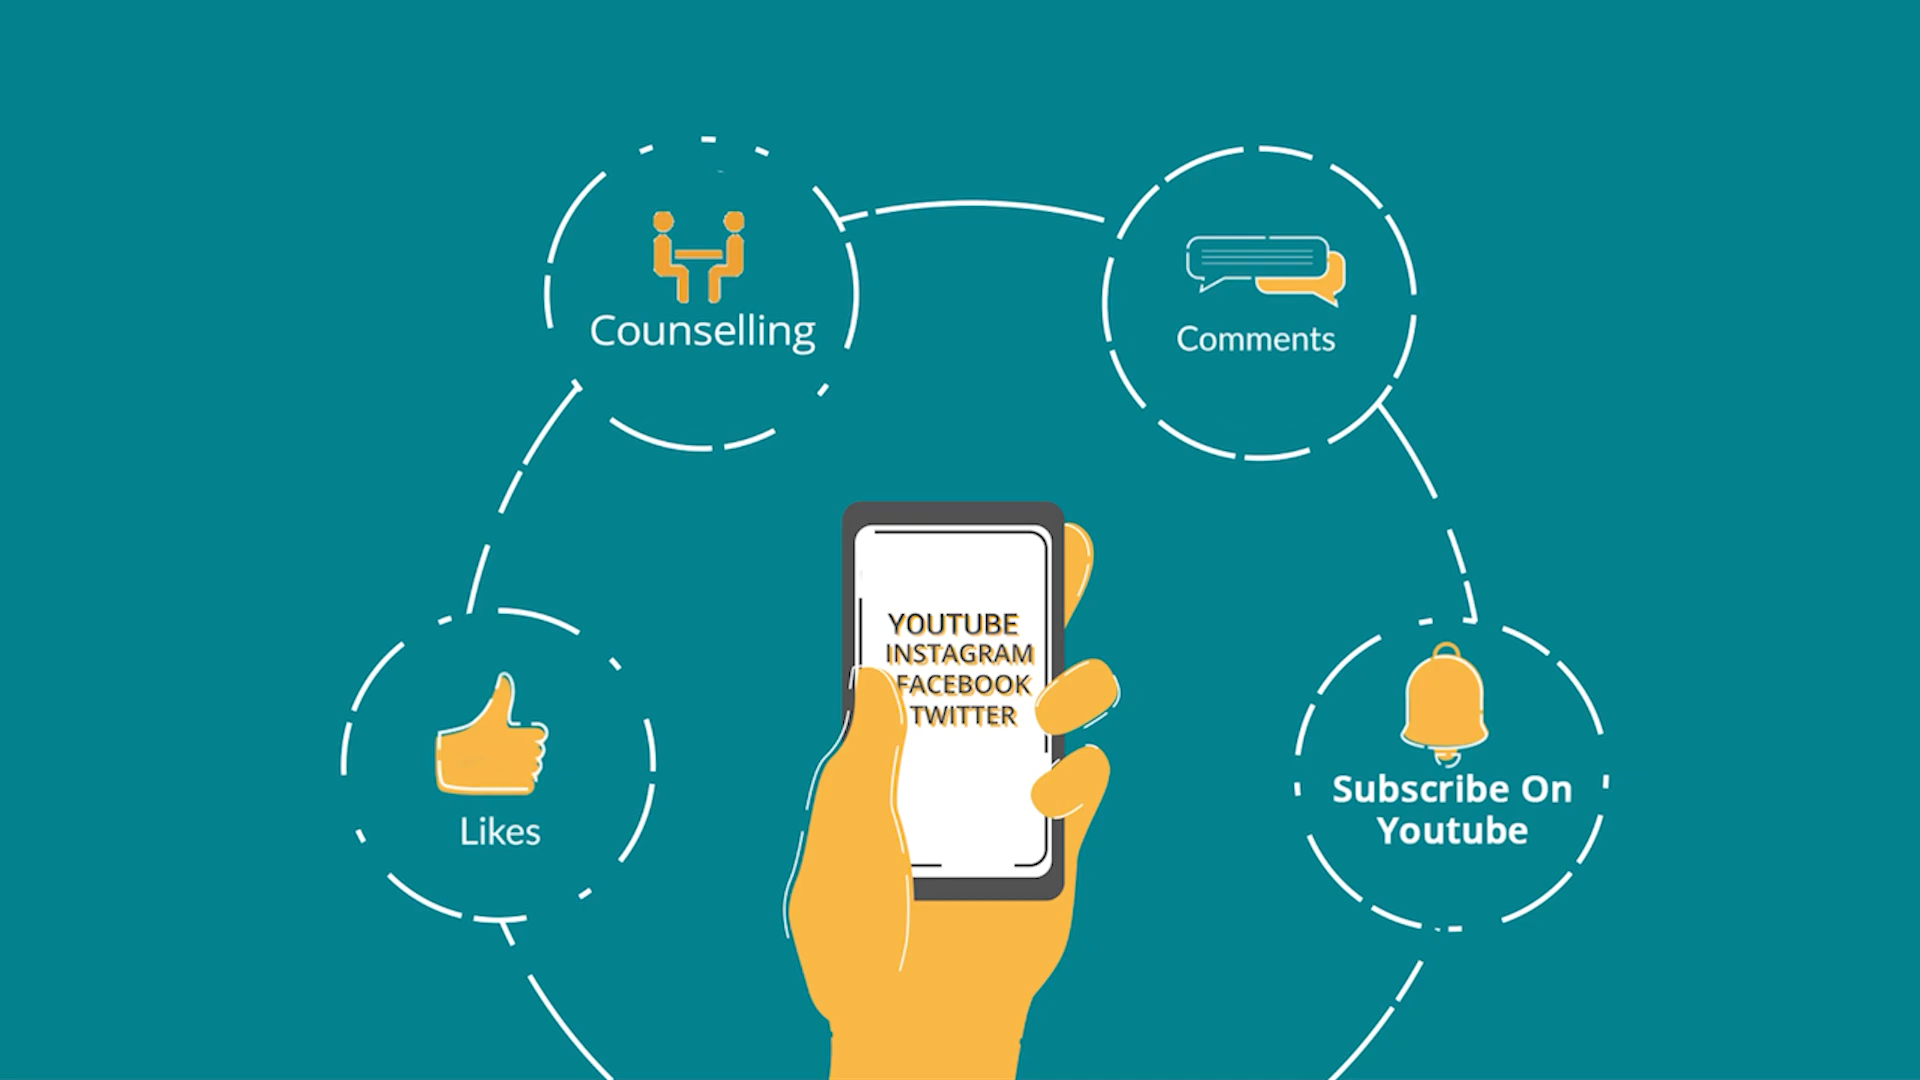 Counselling
Comments
YOUTUBE
INSTAGRAM
FACEBOOK
TWITTER
Likes
Subscribe On
Youtube